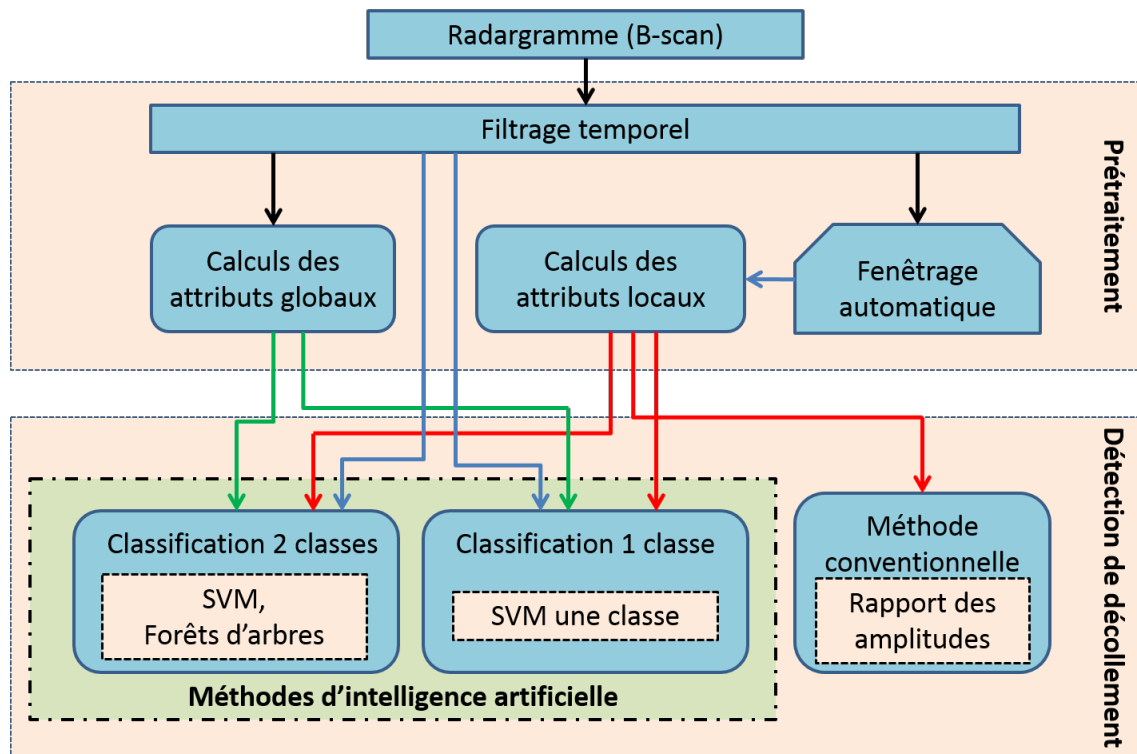 Radargramme (B-scan)
Filtrage temporel
Prétraitement
Calculs des
attributs globaux
Calculs des
attributs locaux
Fenêtrage
automatique
Détection de décollement
Classification 2 classes
SVM,
Forêts d’arbres
Classification 1 classe
SVM une classe
Méthode
conventionnelle
Rapport des
amplitudes
Méthodes d’intelligence artificielle